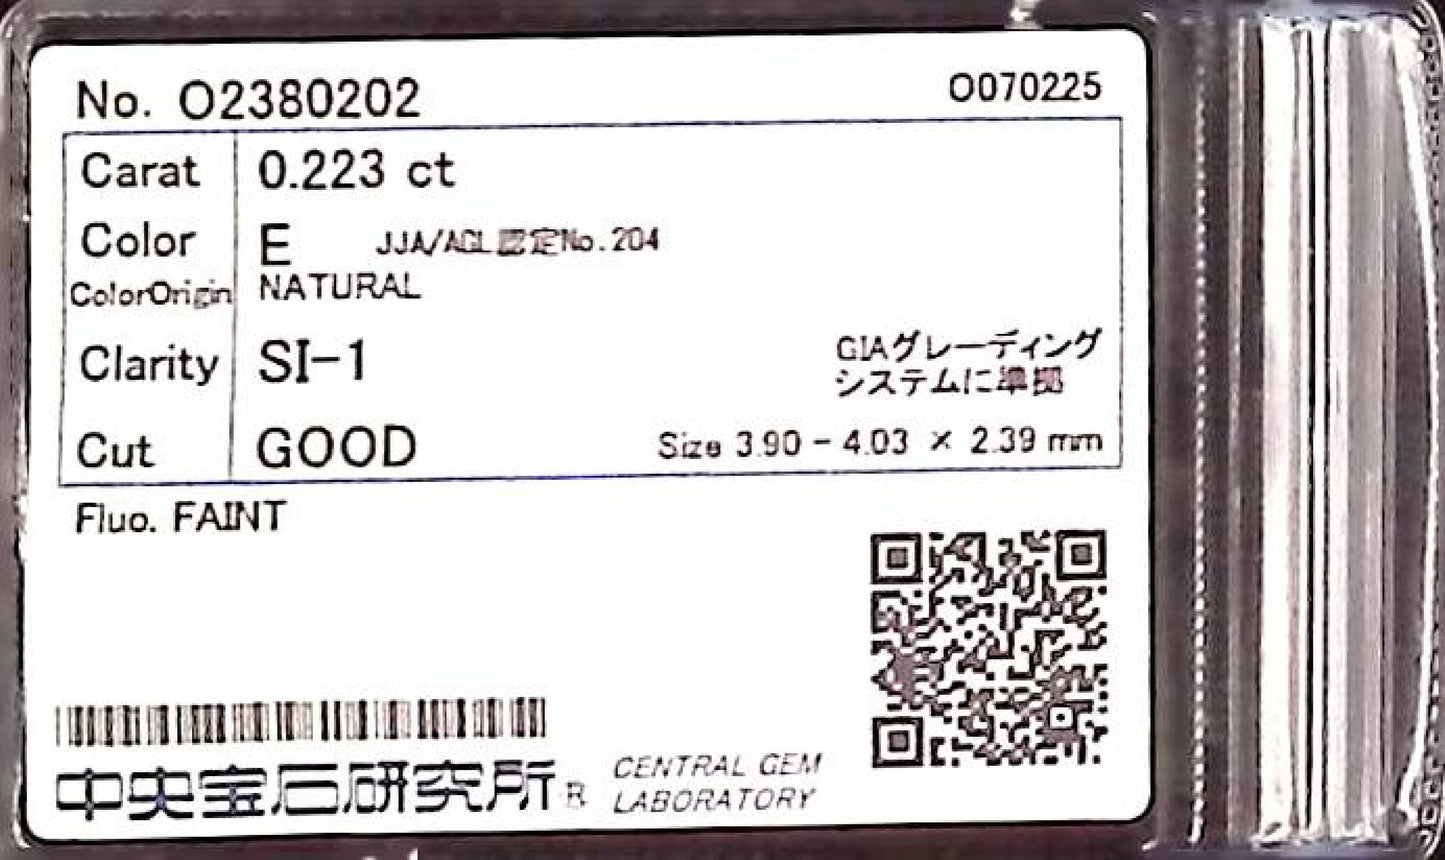 No. O2380202 O070225
Carat 0.223 ct
Color E JJA/AGL認定No.204
ColorOrigin NATURAL
Clarity SI-1
GIAグレーディング
システムに準拠
Cut GOOD Size 3.90 - 4.03 × 2.39 mm
Fluo. FAINT
中央宝石研究所® CENTRAL GEM
LABORATORY